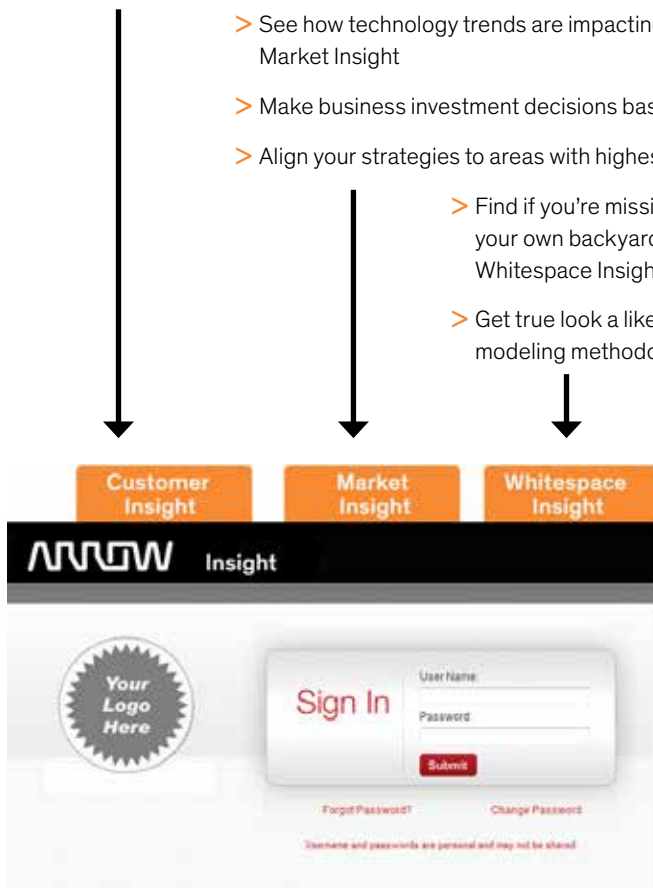 > See how technology trends are impacting
Market Insight
> Make business investment decisions bas
> Align your strategies to areas with highes
> Find if you're missi
your own backyard
Whitespace Insigh
> Get true look a like
modeling methodo
Customer
Insight
Market
Insight
Whitespace
Insight
ARROW Insight
Your
Logo
Here
Sign In
User Name:
Password:
Submit
Forgot Password?
Change Password
Username and passwords are personal and may not be shared